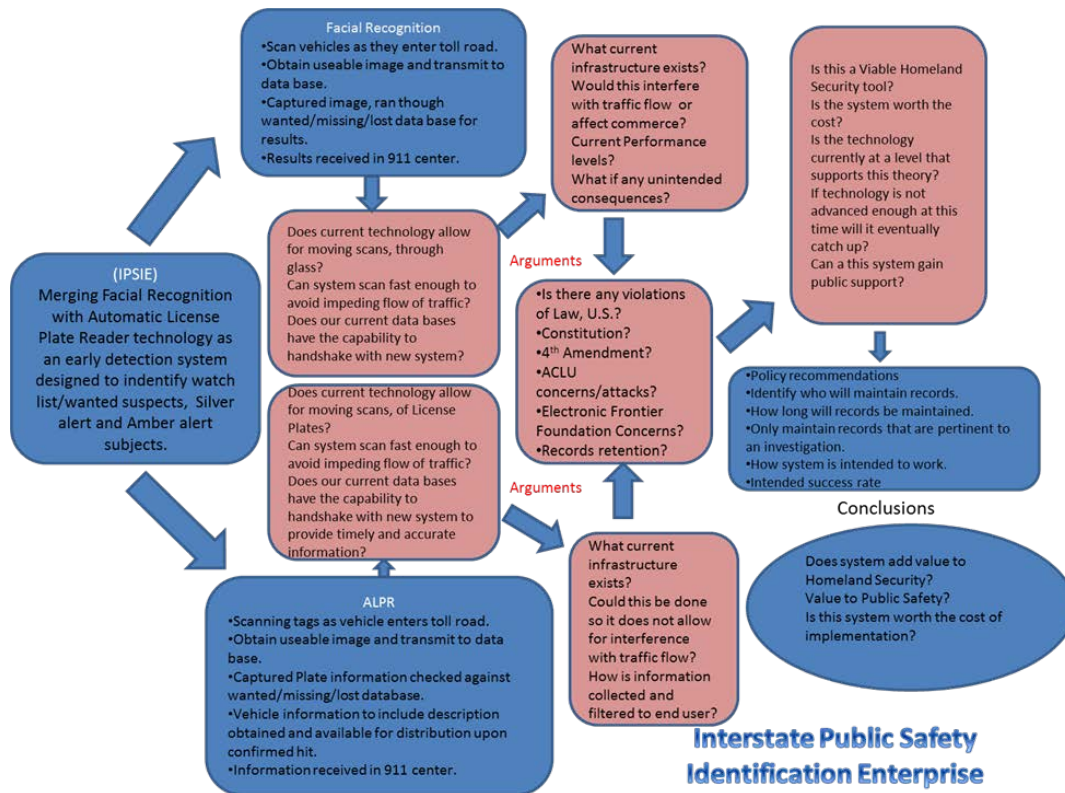 Facial Recognition
•Scan vehicles as they enter toll road.
•Obtain useable image and transmit to
data base.
•Captured image, ran though
wanted/missing/lost data base for
results.
•Results received in 911 center.
What current
infrastructure exists?
Would this interfere
with traffic flow or
affect commerce?
Current Performance
levels?
What if any unintended
consequences?
Is this a Viable Homeland
Security tool?
Is the system worth the
cost?
Is the technology
currently at a level that
supports this theory?
If technology is not
advanced enough at this
time will it eventually
catch up?
Can a this system gain
public support?
(IPSIE)
Merging Facial Recognition
with Automatic License
Plate Reader technology as
an early detection system
designed to indentify watch
list/wanted suspects, Silver
alert and Amber alert
subjects.
Does current technology allow
for moving scans, through
glass?
Can system scan fast enough to
avoid impeding flow of traffic?
Does our current data bases
have the capability to
handshake with new system?
Arguments
•Is there any violations
of Law, U.S.?
•Constitution?
•4th Amendment?
•ACLU
concerns/attacks?
•Electronic Frontier
Foundation Concerns?
•Records retention?
Does current technology allow
for moving scans, of License
Plates?
Can system scan fast enough to
avoid impeding flow of traffic?
Does our current data bases
have the capability to
handshake with new system to
provide timely and accurate
information?
Arguments
•Policy recommendations
•Identify who will maintain records.
•How long will records be maintained.
•Only maintain records that are pertinent to
an investigation.
•How system is intended to work.
•Intended success rate
Conclusions
Does system add value to
Homeland Security?
Value to Public Safety?
Is this system worth the cost of
implementation?
What current
infrastructure
exists?
Could this be done
so it does not allow
for interference
with traffic flow?
How is information
collected and
filtered to end user?
ALPR
•Scanning tags as vehicle enters toll road.
•Obtain useable image and transmit to data
base.
•Captured Plate information checked against
wanted/missing/lost database.
•Vehicle information to include description
obtained and available for distribution upon
confirmed hit.
•Information received in 911 center.
Interstate Public Safety
Identification Enterprise